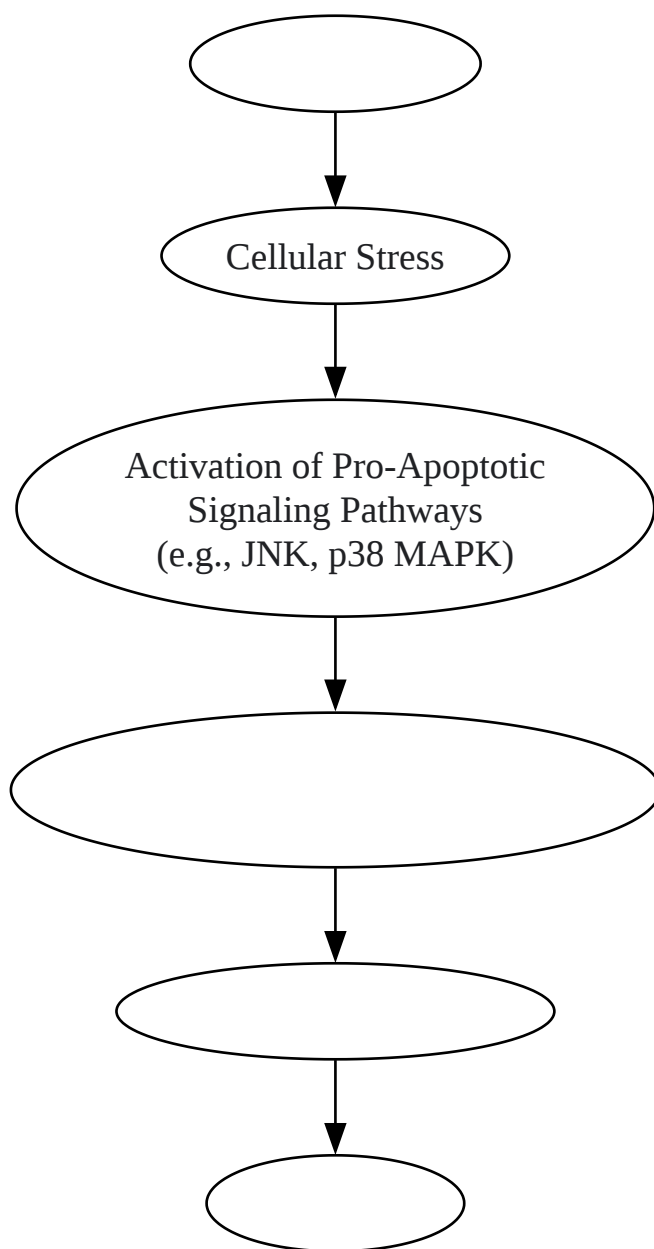 Cellular Stress
Activation of Pro-Apoptotic
Signaling Pathways
(e.g., JNK, p38 MAPK)